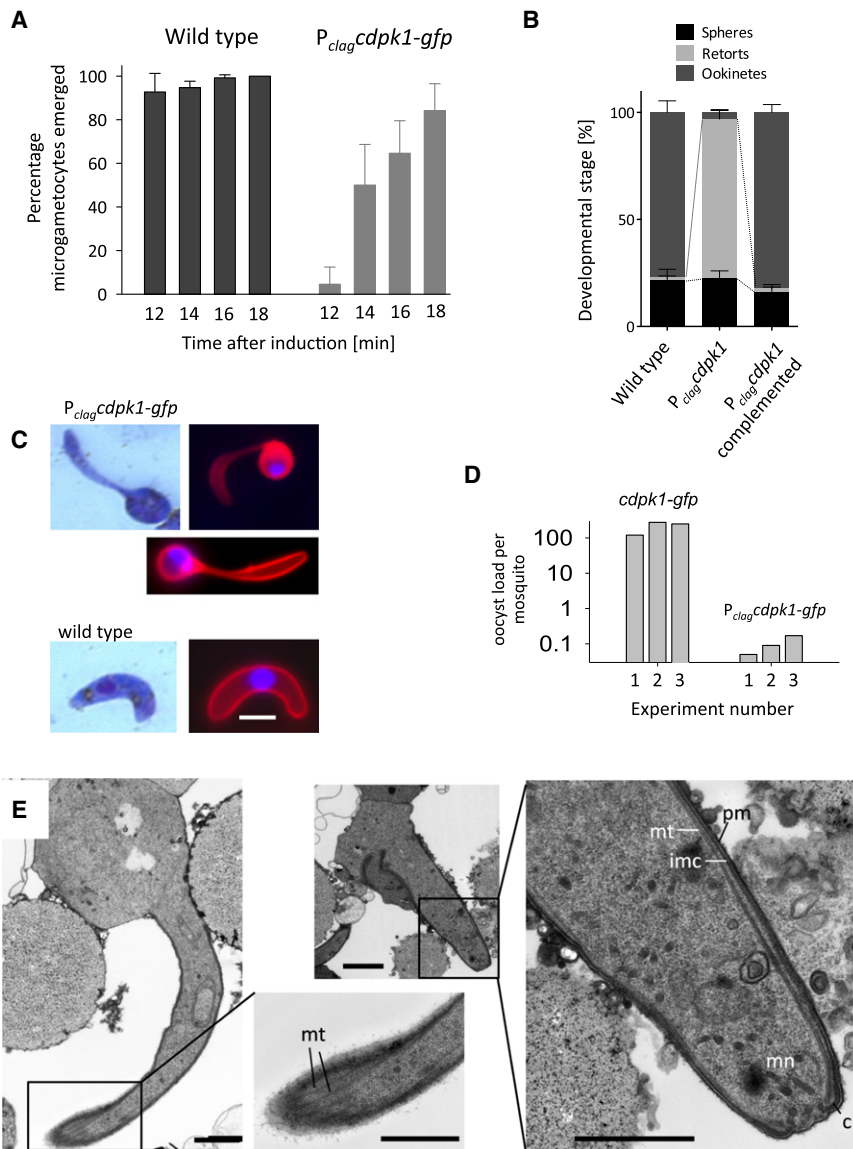 A
Wild type
P clag cdpk1-gfp
Percentage
microgametocytes emerged
100
80
60
40
20
0
12 14 16 18
12 14 16 18
Time after induction [min]
B
Spheres
Retorts
Ookinetes
Developmental stage [%]
100
50
0
Wild type
P clag cdpk1
P clag cdpk1
complemented
C
P clag cdpk1-gfp
wild type
D
cdpk1-gfp
P clag cdpk1-gfp
oocyst load per
mosquito
100
10
1
0.1
1 2 3
1 2 3
Experiment number
E
mt
mt
pm
imc
mn
c